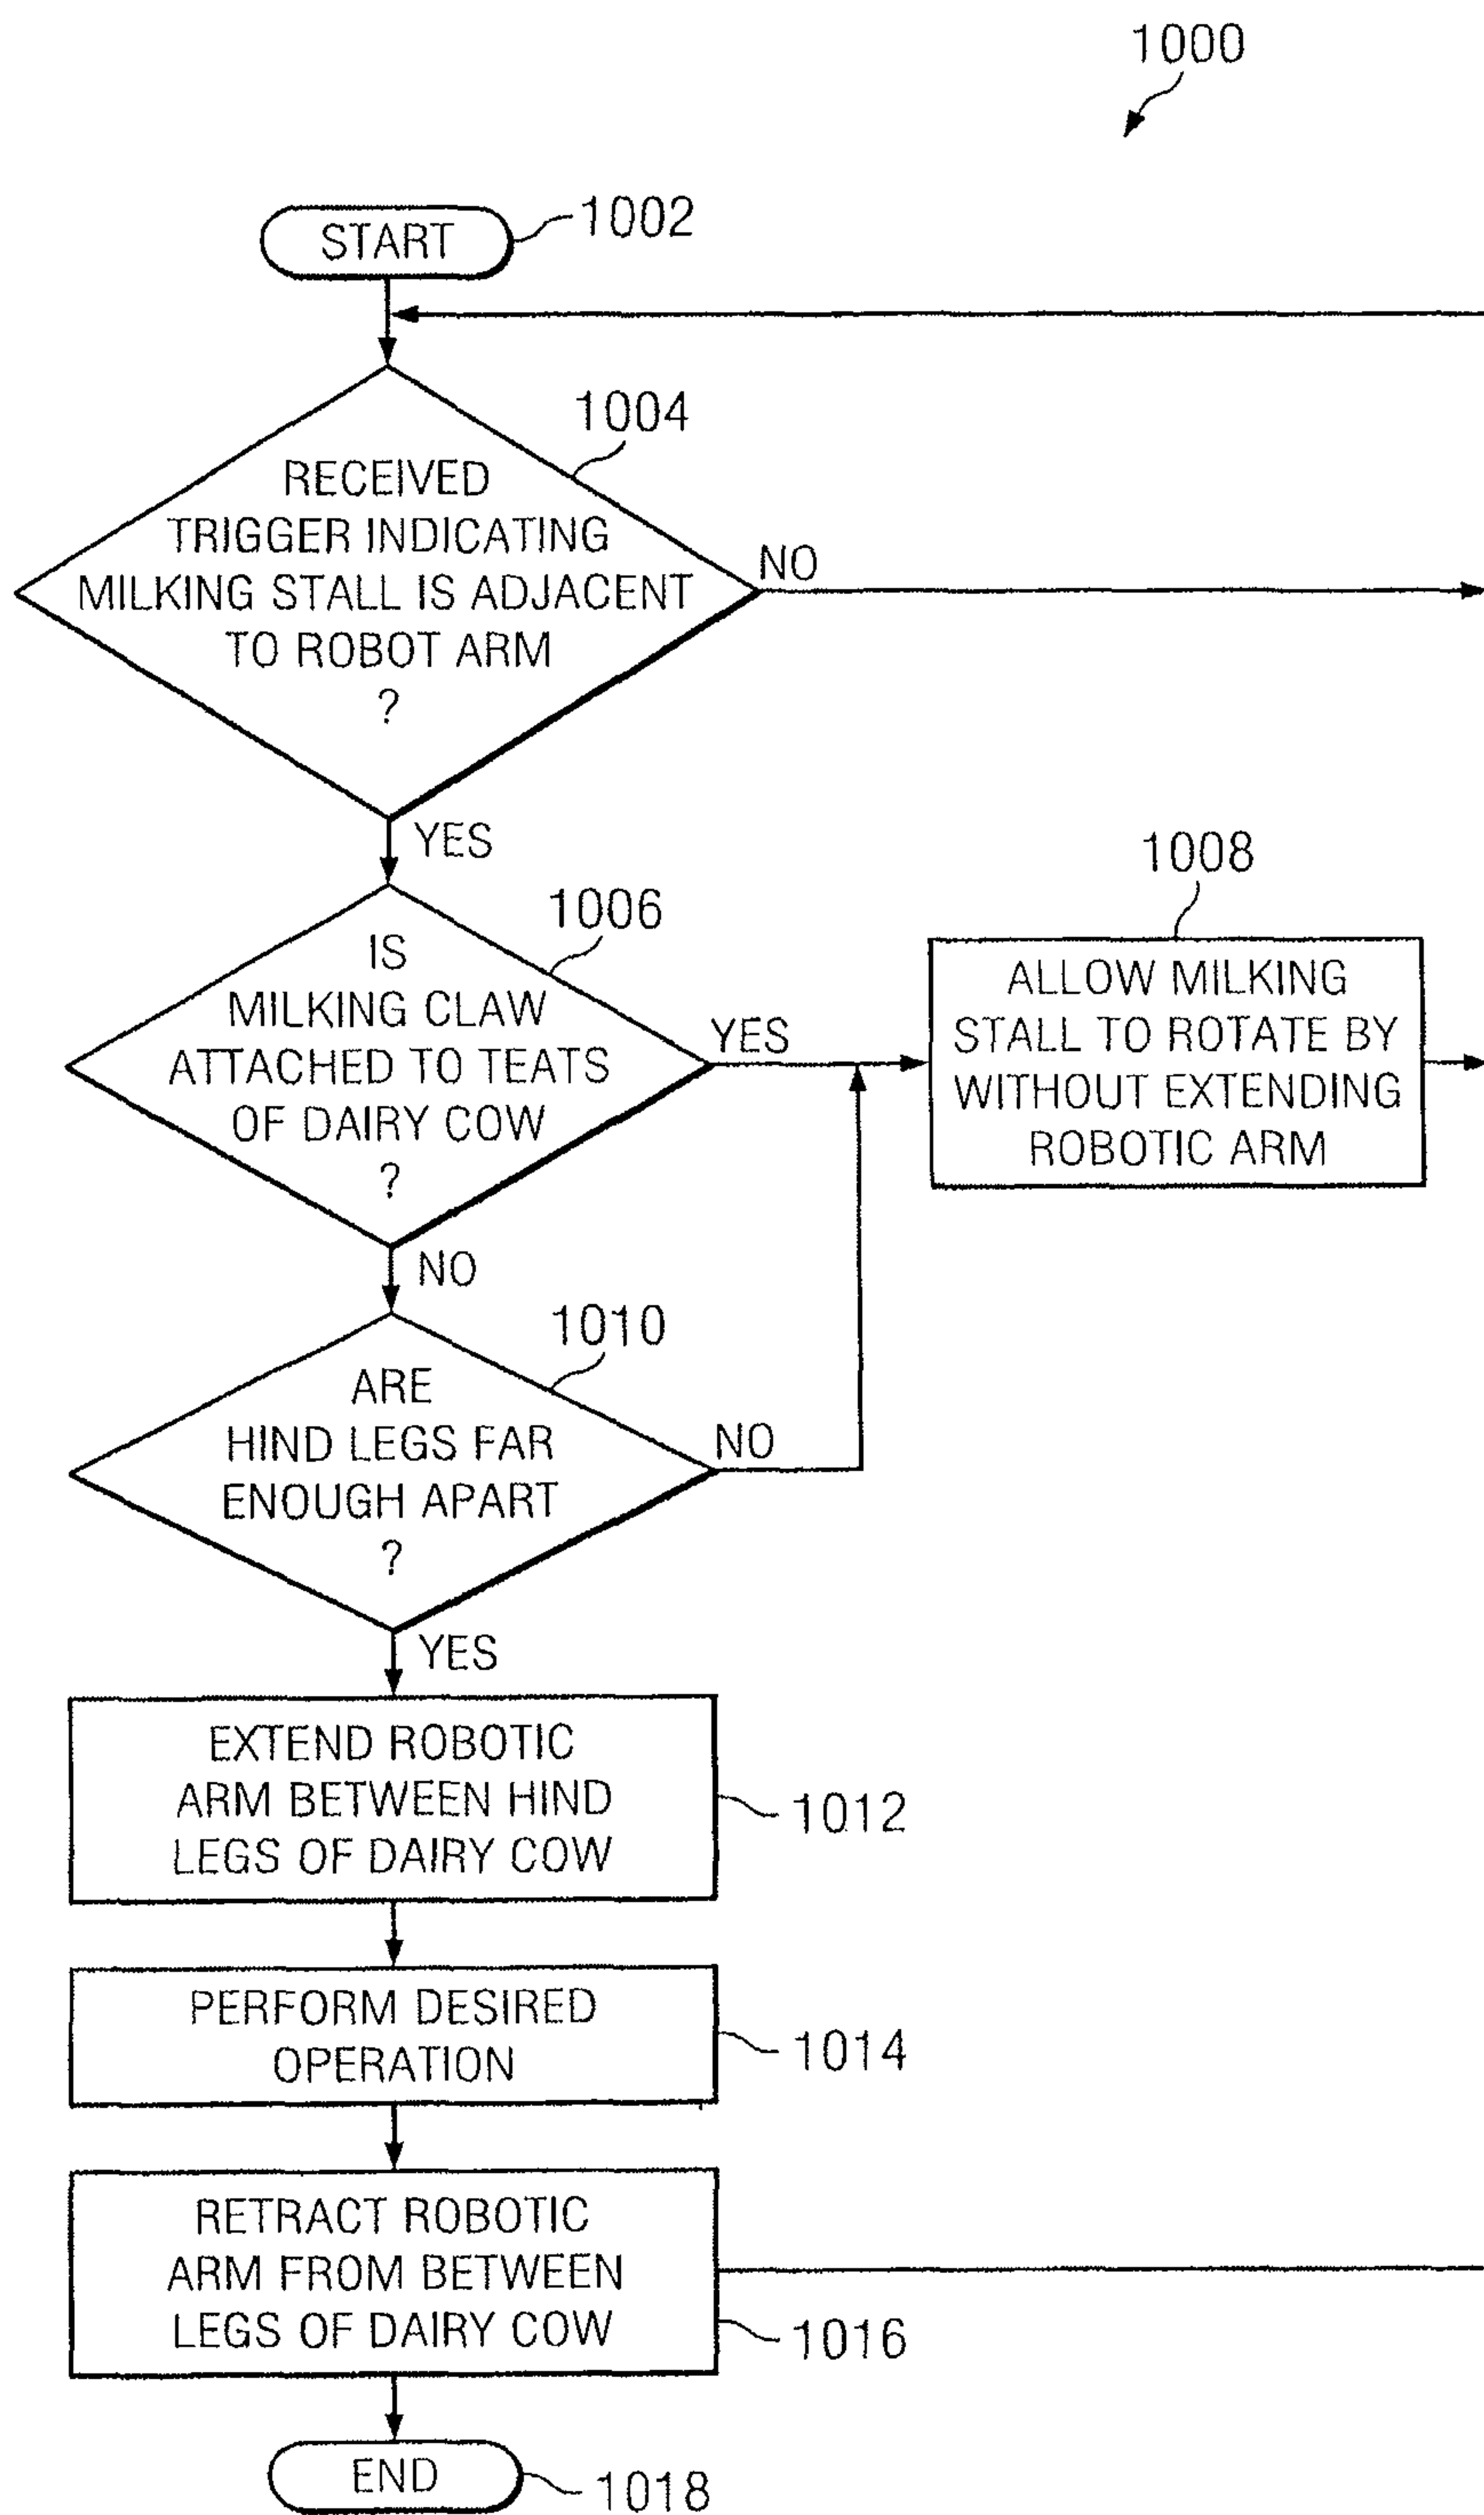 1000
START
1002
1004
RECEIVED
TRIGGER INDICATING
MILKING STALL IS ADJACENT
TO ROBOT ARM
?
NO
YES
1006
IS
MILKING CLAW
ATTACHED TO TEATS
OF DAIRY COW
?
YES
1008
ALLOW MILKING
STALL TO ROTATE BY
WITHOUT EXTENDING
ROBOTIC ARM
NO
1010
ARE
HIND LEGS FAR
ENOUGH APART
?
NO
YES
EXTEND ROBOTIC
ARM BETWEEN HIND
LEGS OF DAIRY COW
1012
PERFORM DESIRED
OPERATION
1014
RETRACT ROBOTIC
ARM FROM BETWEEN
LEGS OF DAIRY COW
1016
END
1018